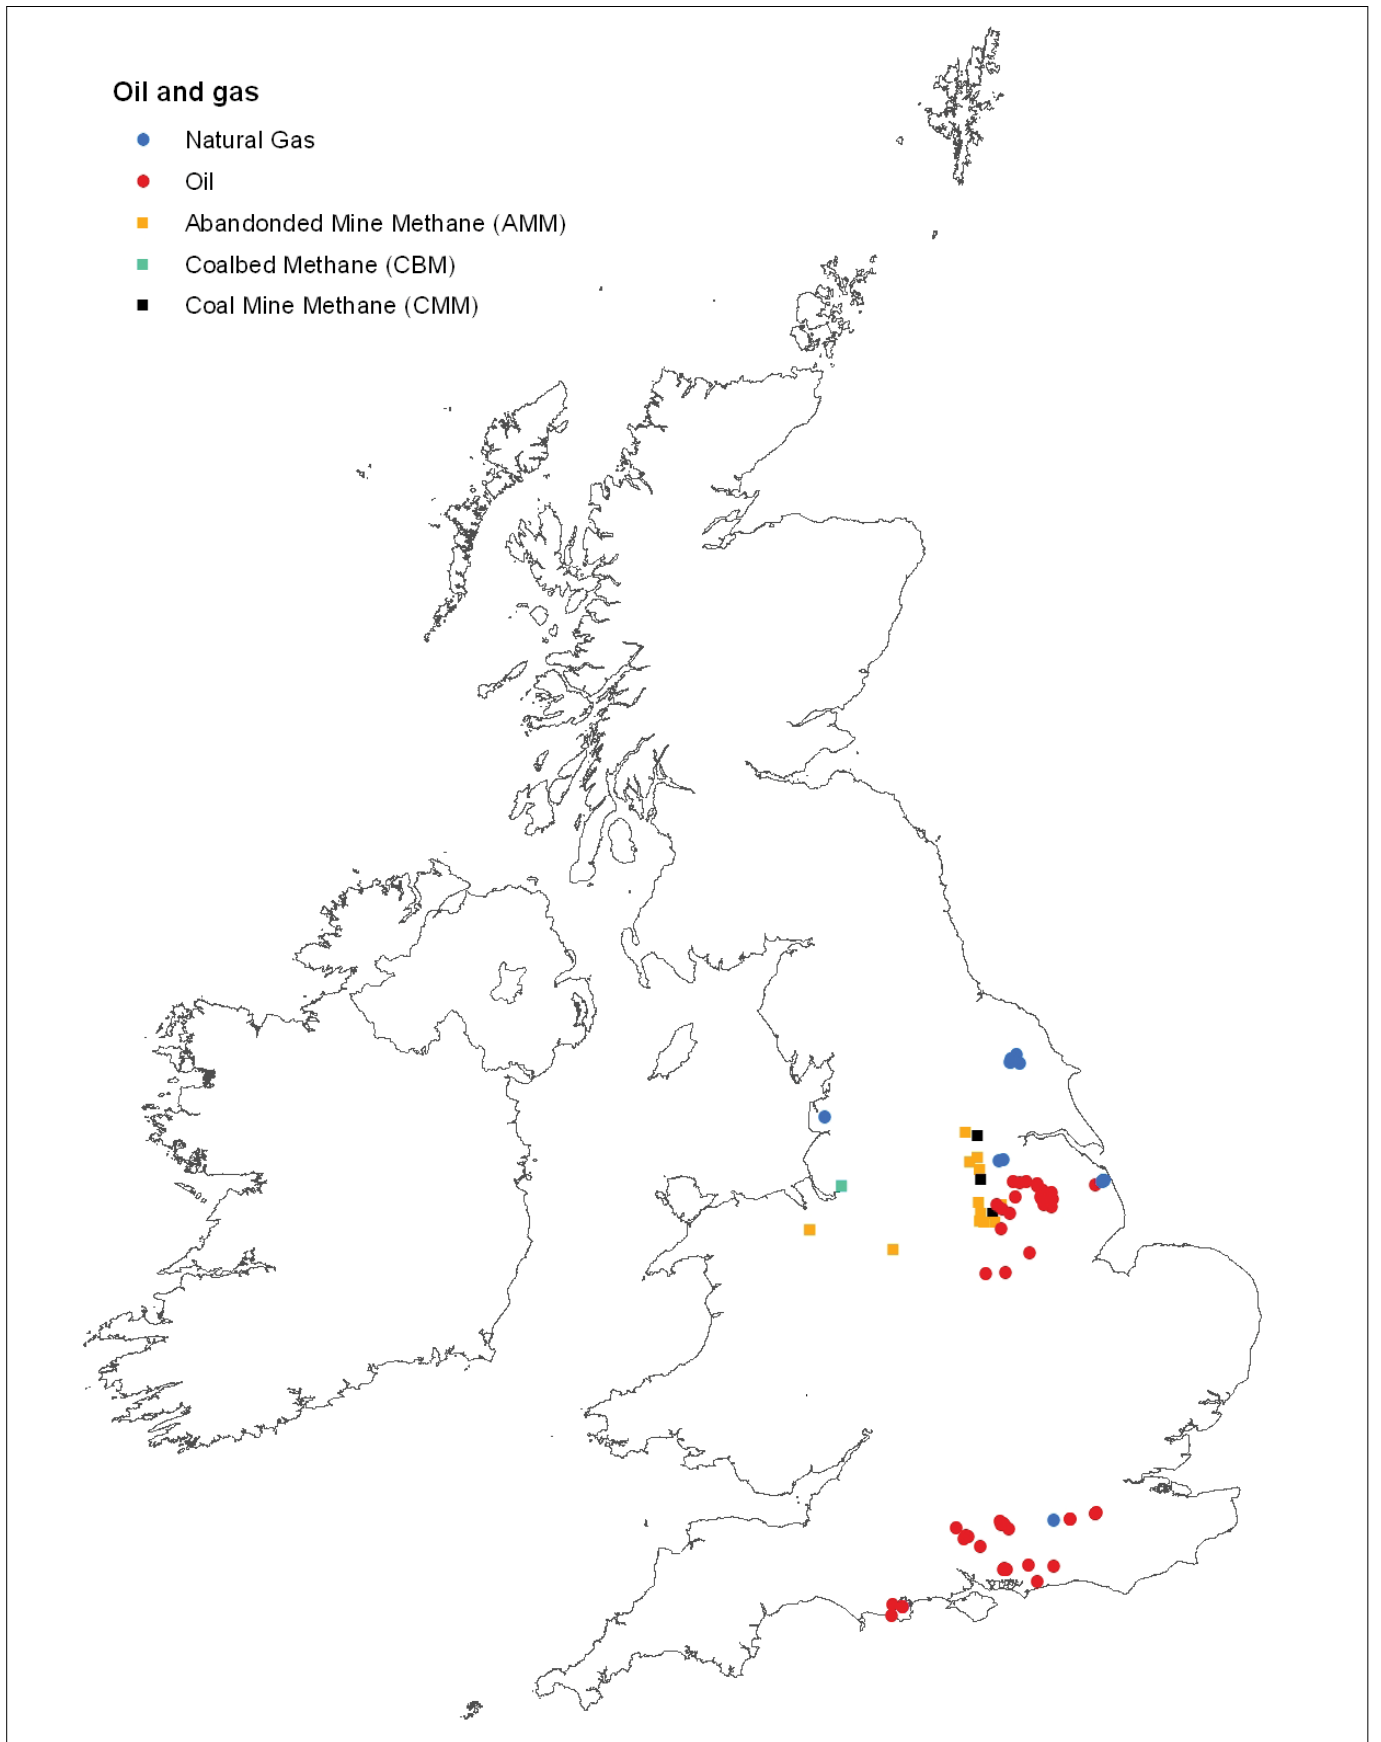 Oil and gas
Natural Gas
Oil
Abandonded Mine Methane (AMM)
Coalbed Methane (CBM)
Coal Mine Methane (CMM)